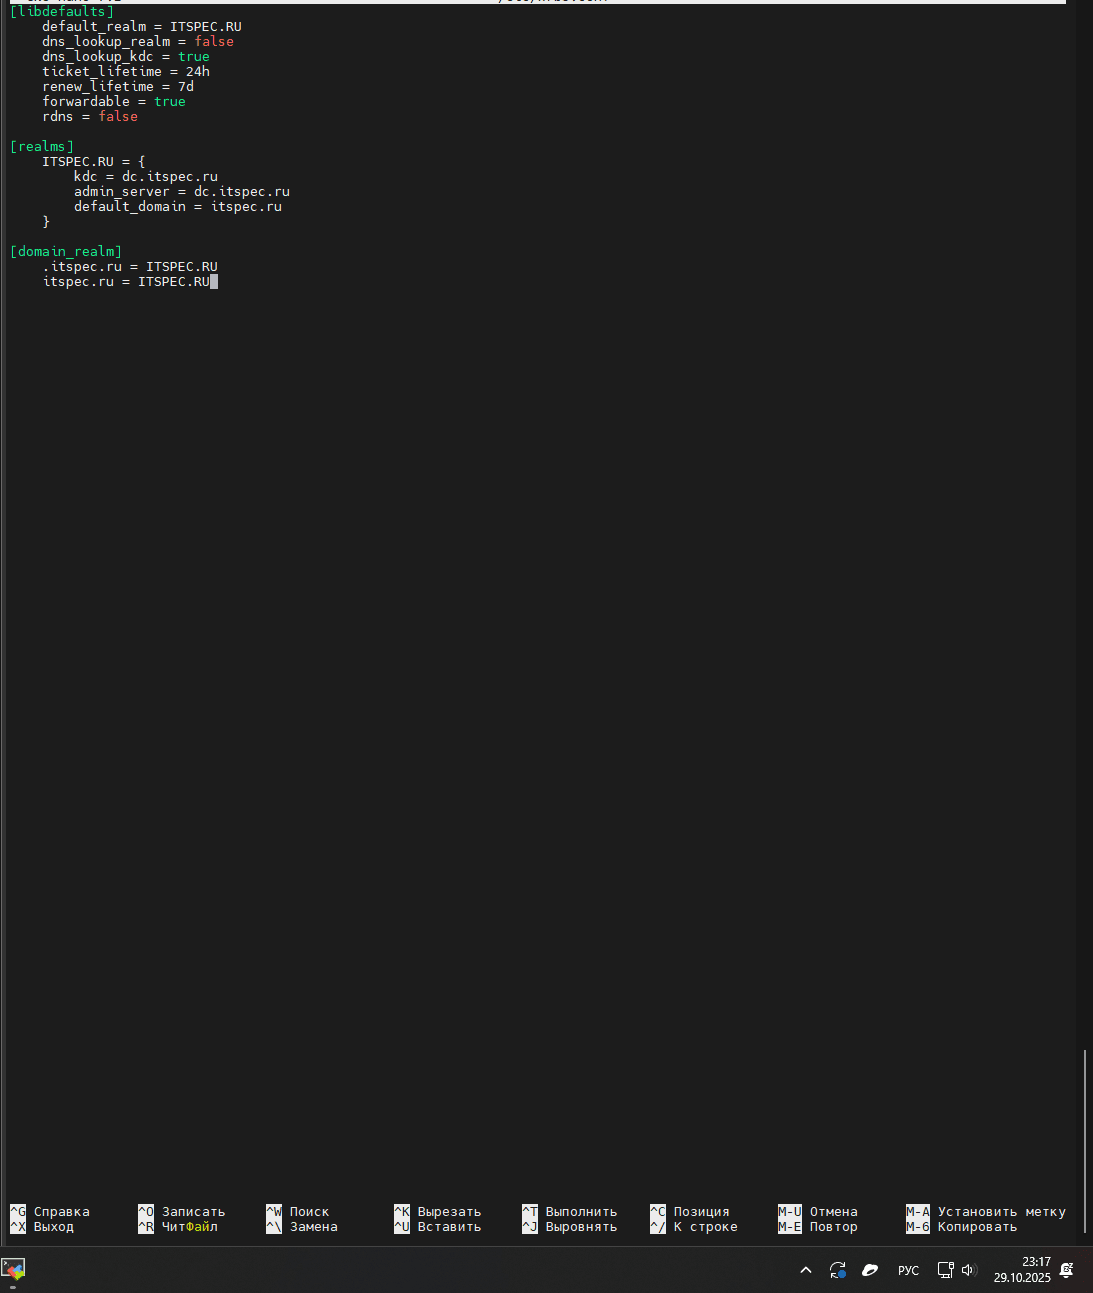 [libdefaults]
    default_realm = ITSPEC.RU
    dns_lookup_realm = false
    dns_lookup_kdc = true
    ticket_lifetime = 24h
    renew_lifetime = 7d
    forwardable = true
    rdns = false
[realms]
    ITSPEC.RU = {
        kdc = dc.itspec.ru
        admin_server = dc.itspec.ru
        default_domain = itspec.ru
    }
[domain_realm]
    .itspec.ru = ITSPEC.RU
    itspec.ru = ITSPEC.RU
^G Справка ^O Записать ^W Поиск ^K Вырезать ^T Выполнить ^C Позиция M-U Отмена M-A Установить метку
^X Выход ^R ЧитФайл ^\ Замена ^U Вставить ^J Выровнять ^/ К строке M-E Повтор M-6 Копировать
РУС
23:17
29.10.2025